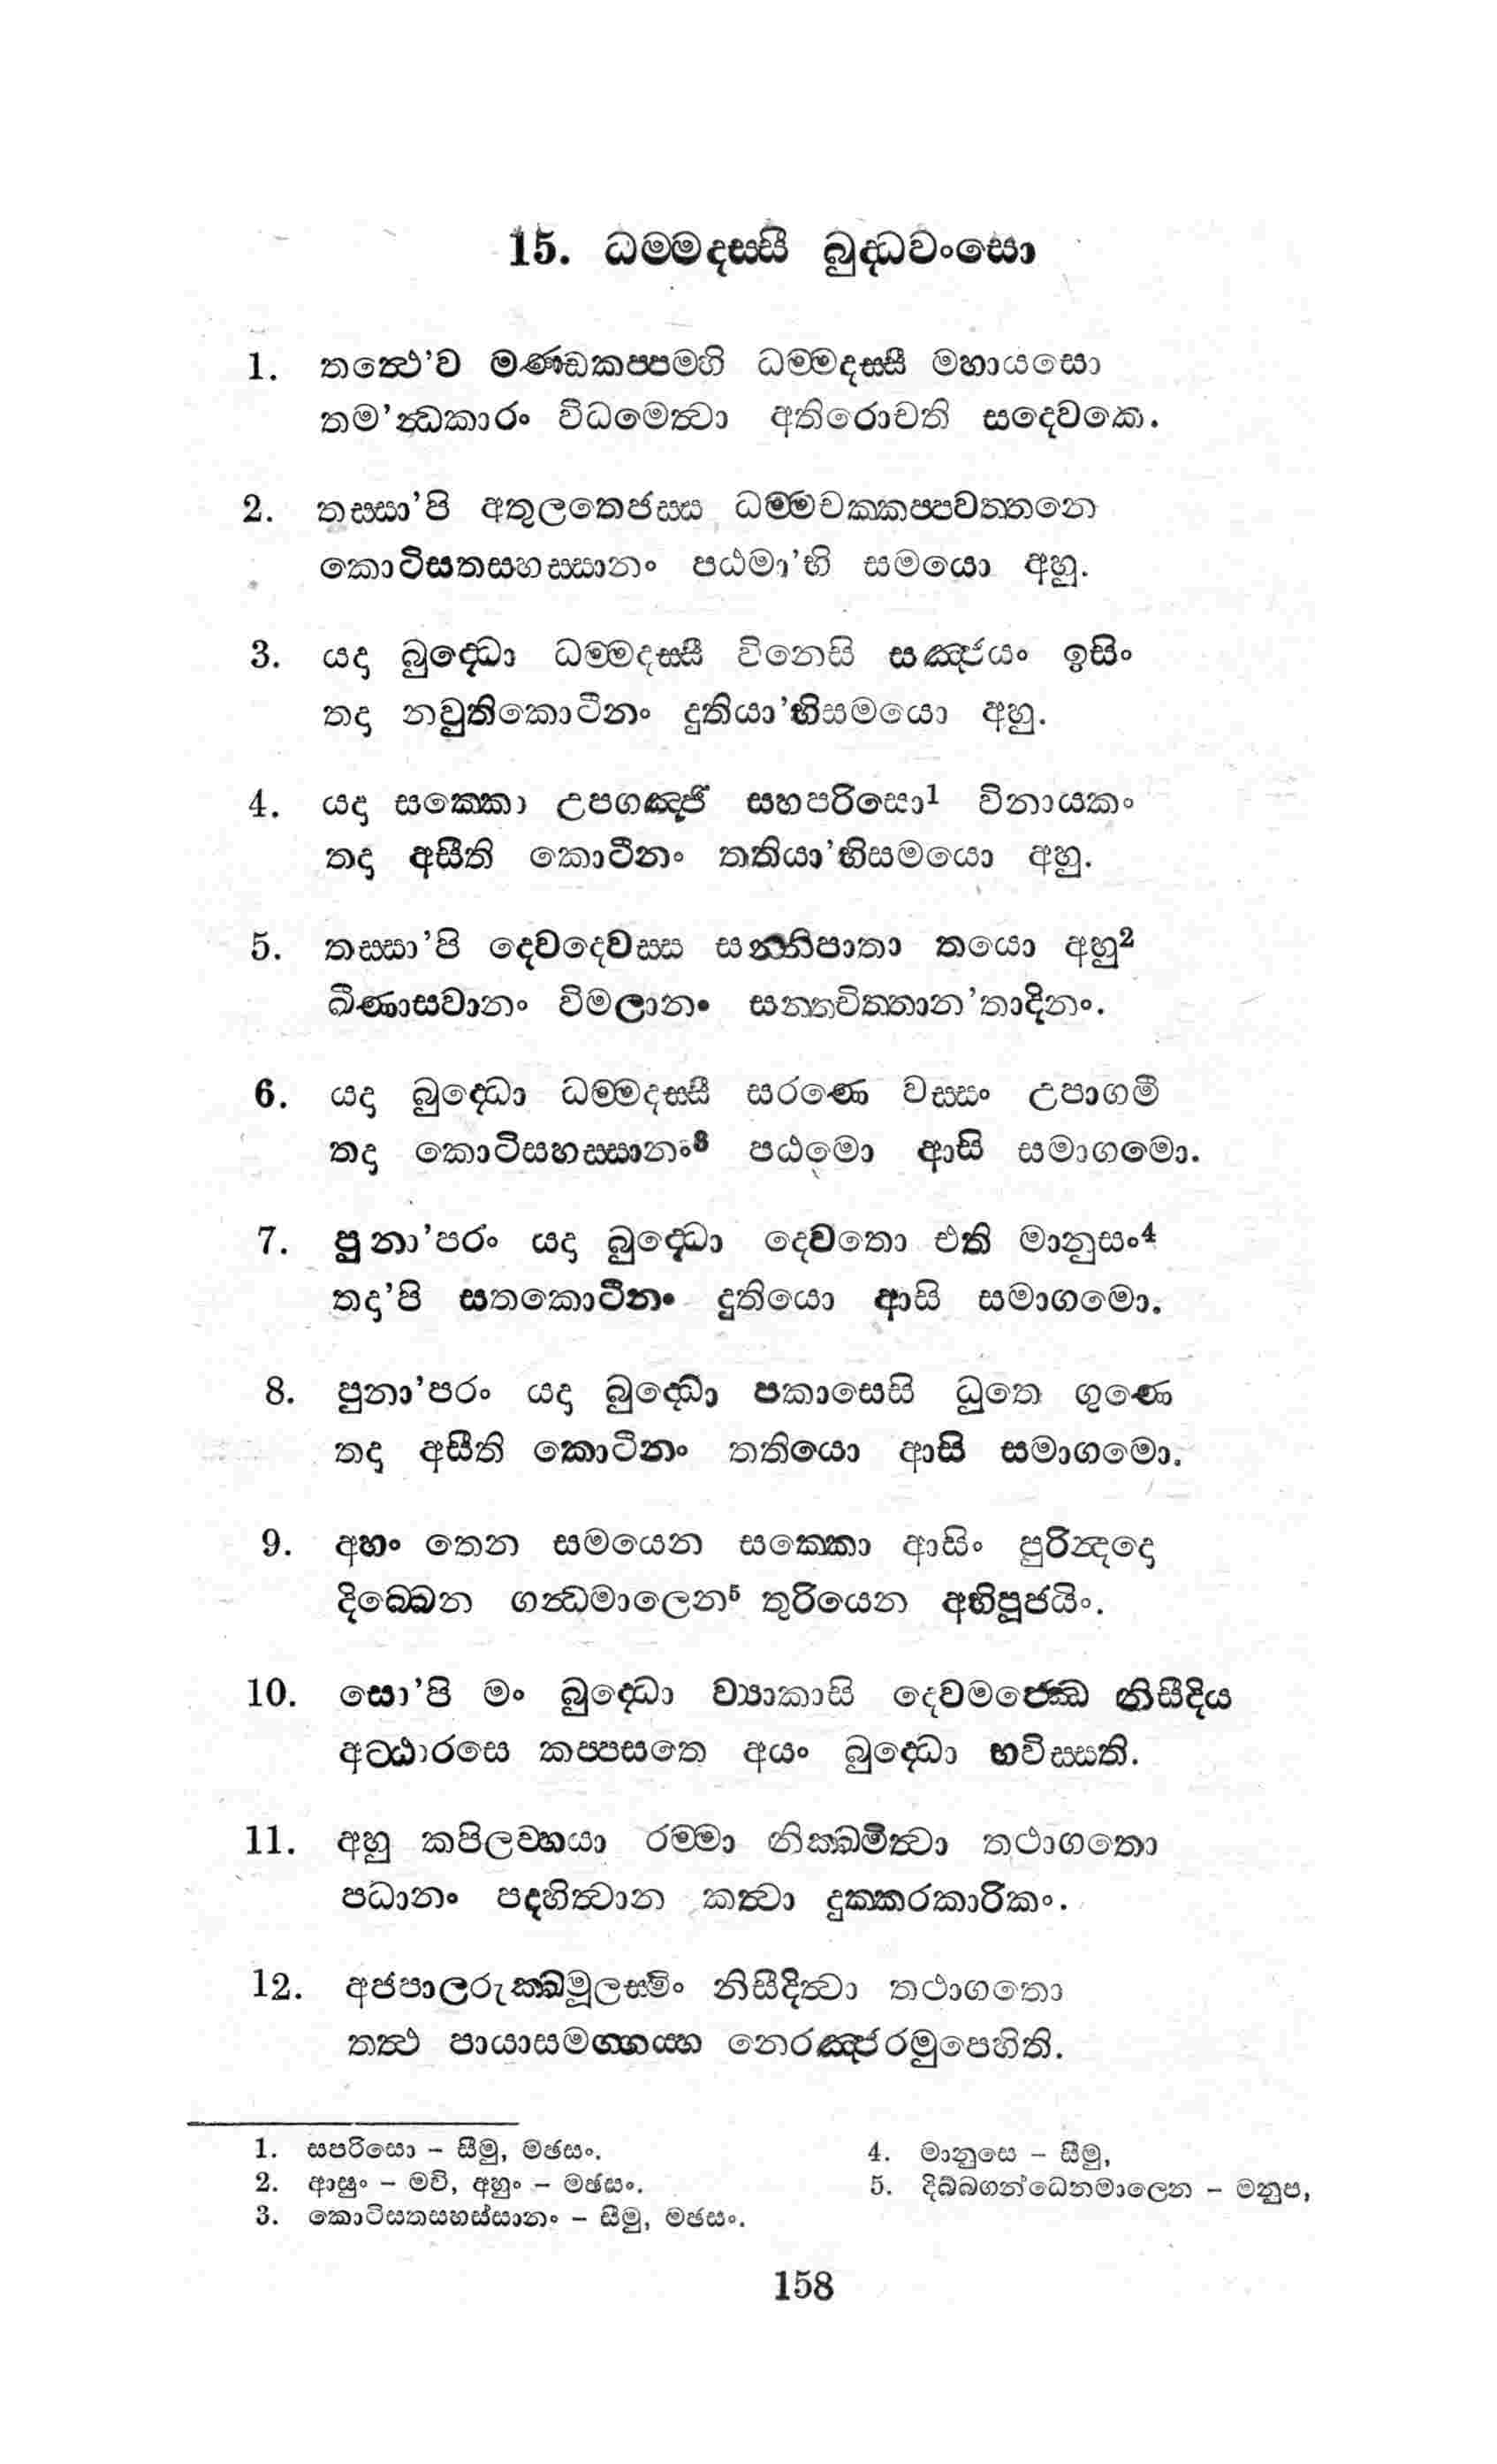 15. ධම්මදස්සී බුද්ධවංසො
1. තත්ථෙ'ව මණ්ඩකප්පම්හි ධම්මදස්සී මහායසො
තම'න්ධකාරං විධමෙත්වා අතිරොචති සදෙවකෙ.
2. තස්සා'පි අතුලතෙජස්ස ධම්මචක්කප්පවත්තනෙ
කොටිසතසහස්සානං පඨමා'භි සමයො අහු.
3. යදා බුද්ධො ධම්මදස්සී විනෙසි සඤ්ජයං ඉසිං
තදා නවුතිකොටීනං දුතියා'භිසමයො අහු.
4. යදා සක්කො උපගඤ්ඡි සහපරිසො1 විනායකං
තදා අසීති කොටීනං තතියා'භිසමයො අහු.
5. තස්සා'පි දෙවදෙවස්ස සන්නිපාතා තයො අහු2
ඛීණාසවානං විමලානං සන්තචිත්තාන'තාදිනං.
6. යදා බුද්ධො ධම්මදස්සී සරණෙ වස්සං උපාගමි
තදා කොටිසහස්සානං3 පඨමො ආසි සමාගමො.
7. පුනා'පරං යදා බුද්ධො දෙවතො එති මානුසං4
තදා'පි සතකොටීනං දුතියො ආසි සමාගමො.
8. පුනා'පරං යදා බුද්ධො පකාසෙසි ධුතෙ ගුණෙ
තදා අසීති කොටිනං තතියො ආසි සමාගමො.
9. අහං තෙන සමයෙන සක්කො ආසිං පුරින්දදො
දිබ්බෙන ගන්ධමාලෙන5 තුරියෙන අභිපූජයිං.
10. සො'පි මං බුද්ධො ව්‍යාකාසි දෙවමජ්ඣෙ නිසීදිය
අට්ඨාරසෙ කප්පසතෙ අයං බුද්ධො භවිස්සති.
11. අහු කපිලව්හයා රම්මා නික්ඛමිත්වා තථාගතො
පධානං පදහිත්වාන කත්වා දුක්කරකාරිකං.
12. අජපාලරුක්ඛමූලස්මිං නිසීදිත්වා තථාගතො
තත්ථ පායාසමග්ගය්හ නෙරඤ්ජරමුපෙහිති.
1. සපරිසො – සීමු, මඡසං.
2. ආසුං – මවි, අහුං – මඡසං.
3. කොටිසතසහස්සානං – සීමු, මඡසං.
4. මානුසෙ – සීමු,
5. දිබ්බගන්ධෙනමාලෙන – මනුප,
158